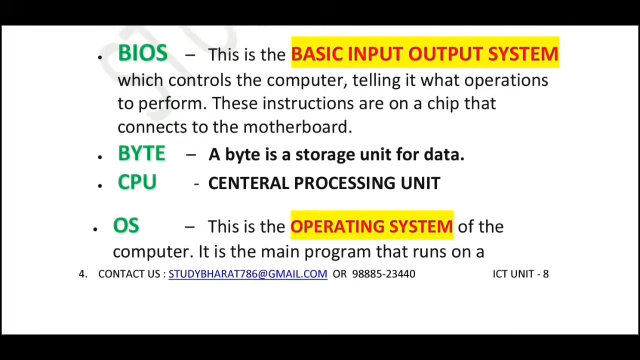 • BIOS – This is the BASIC INPUT OUTPUT SYSTEM
which controls the computer, telling it what operations
to perform. These instructions are on a chip that
connects to the motherboard.
• BYTE – A byte is a storage unit for data.
• CPU - CENTERAL PROCESSING UNIT
• OS – This is the OPERATING SYSTEM of the
computer. It is the main program that runs on a
4. CONTACT US : STUDYBHARAT786@GMAIL.COM OR 98885-23440 ICT UNIT - 8